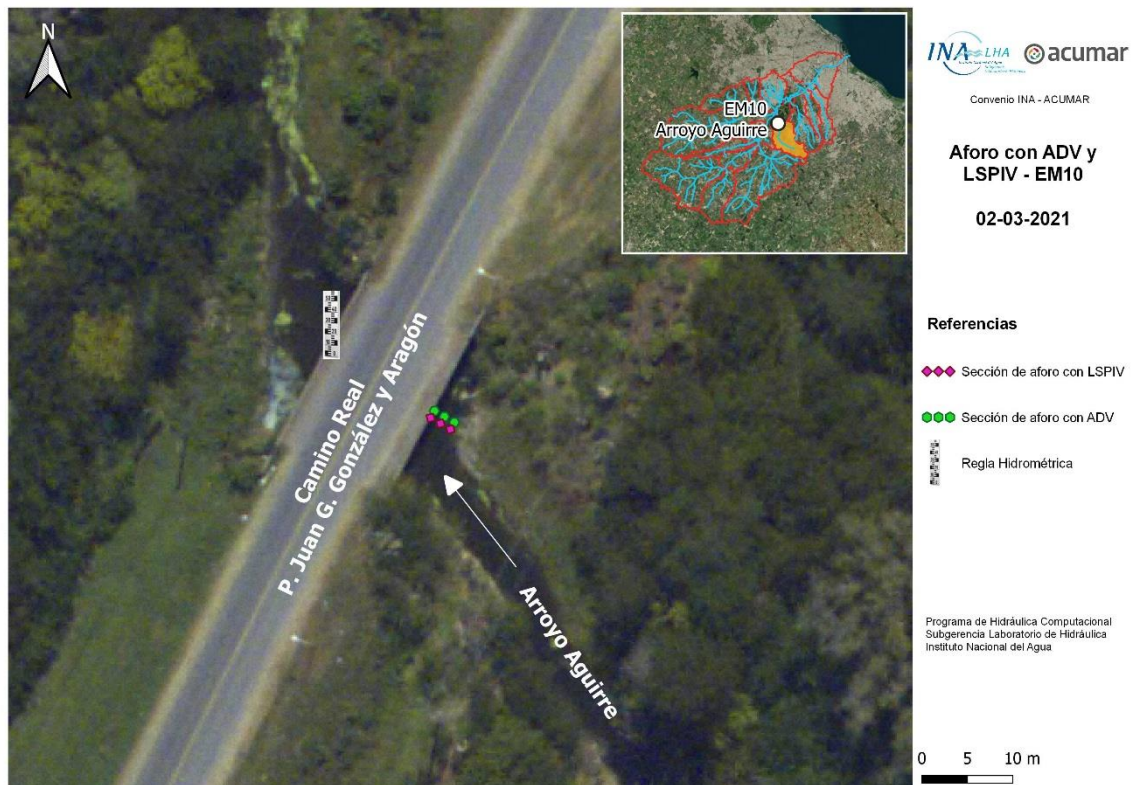 N
EM10
Arroyo Aguirre
Camino Real
P. Juan G. González y Aragón
Arroyo Aguirre
INA LHA
acumar
Convenio INA - ACUMAR
Aforo con ADV y
LSPIV - EM10
02-03-2021
Referencias
Sección de aforo con LSPIV
Sección de aforo con ADV
Regla Hidrométrica
Programa de Hidráulica Computacional
Subgerencia Laboratorio de Hidráulica
Instituto Nacional del Agua
0 5 10 m